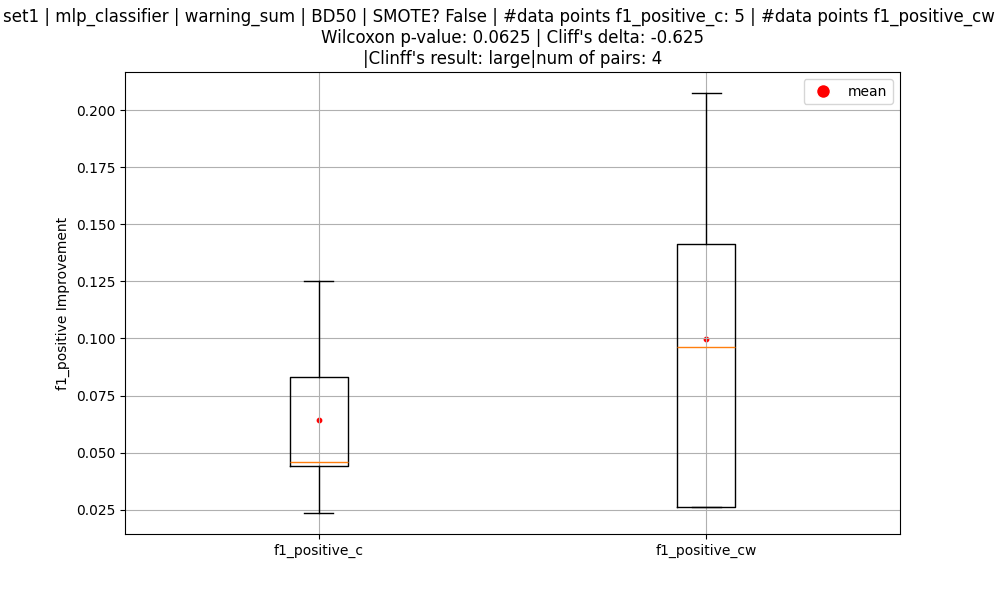 set1 | mlp_classifier | warning_sum | BD50 | SMOTE? False | #data points f1_positive_c: 5 | #data points f1_positive_cw
Wilcoxon p-value: 0.0625 | Cliff's delta: -0.625
|Clinff's result: large|num of pairs: 4
mean
0.200
0.175
0.150
0.125
0.100
0.075
0.050
0.025
f1_positive Improvement
f1_positive_c
f1_positive_cw